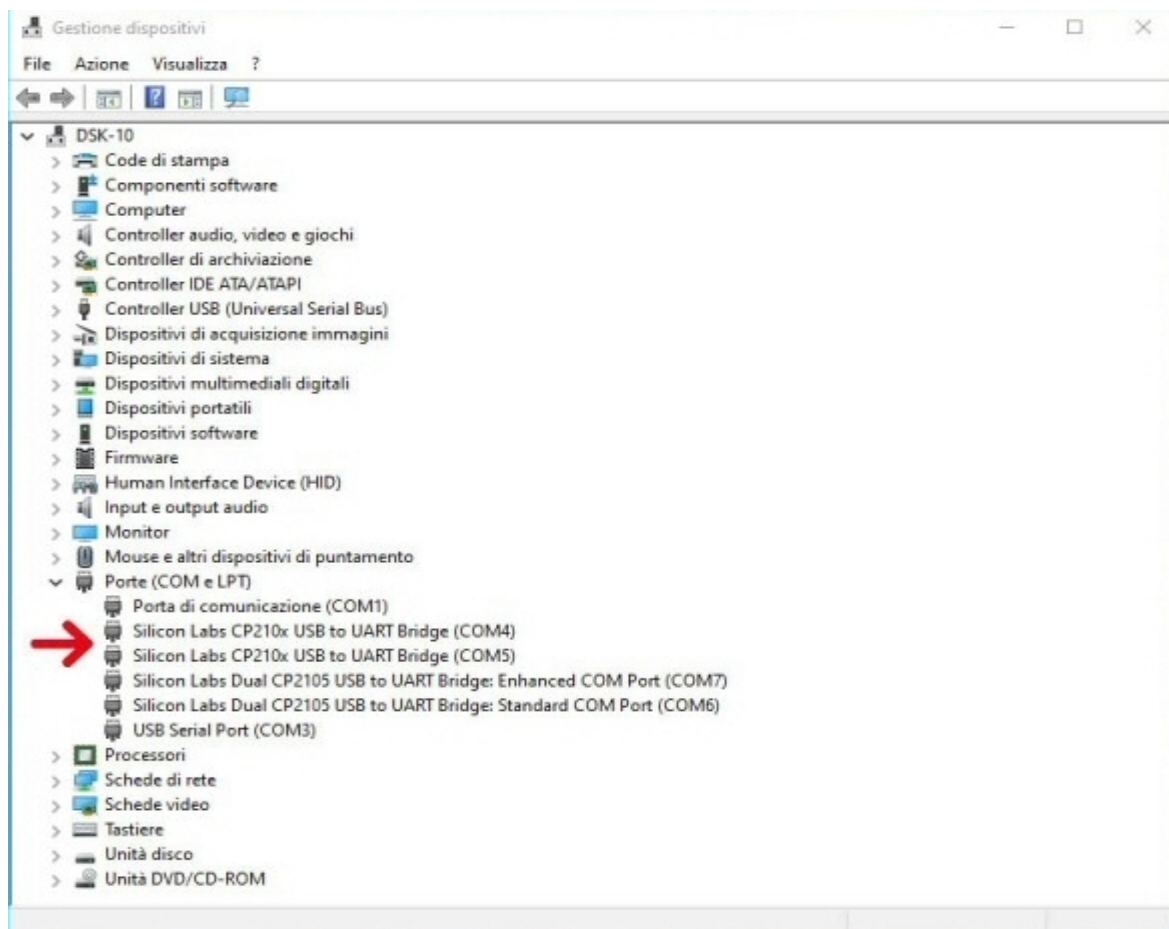 Gestione dispositivi
File Azione Visualizza ?
DSK-10
Code di stampa
Componenti software
Computer
Controller audio, video e giochi
Controller di archiviazione
Controller IDE ATA/ATAPI
Controller USB (Universal Serial Bus)
Dispositivi di acquisizione immagini
Dispositivi di sistema
Dispositivi multimediali digitali
Dispositivi portatili
Dispositivi software
Firmware
Human Interface Device (HID)
Input e output audio
Monitor
Mouse e altri dispositivi di puntamento
Porte (COM e LPT)
Porta di comunicazione (COM1)
Silicon Labs CP210x USB to UART Bridge (COM4)
Silicon Labs CP210x USB to UART Bridge (COM5)
Silicon Labs Dual CP2105 USB to UART Bridge: Enhanced COM Port (COM7)
Silicon Labs Dual CP2105 USB to UART Bridge: Standard COM Port (COM6)
USB Serial Port (COM3)
Processori
Schede di rete
Schede video
Tastiere
Unità disco
Unità DVD/CD-ROM